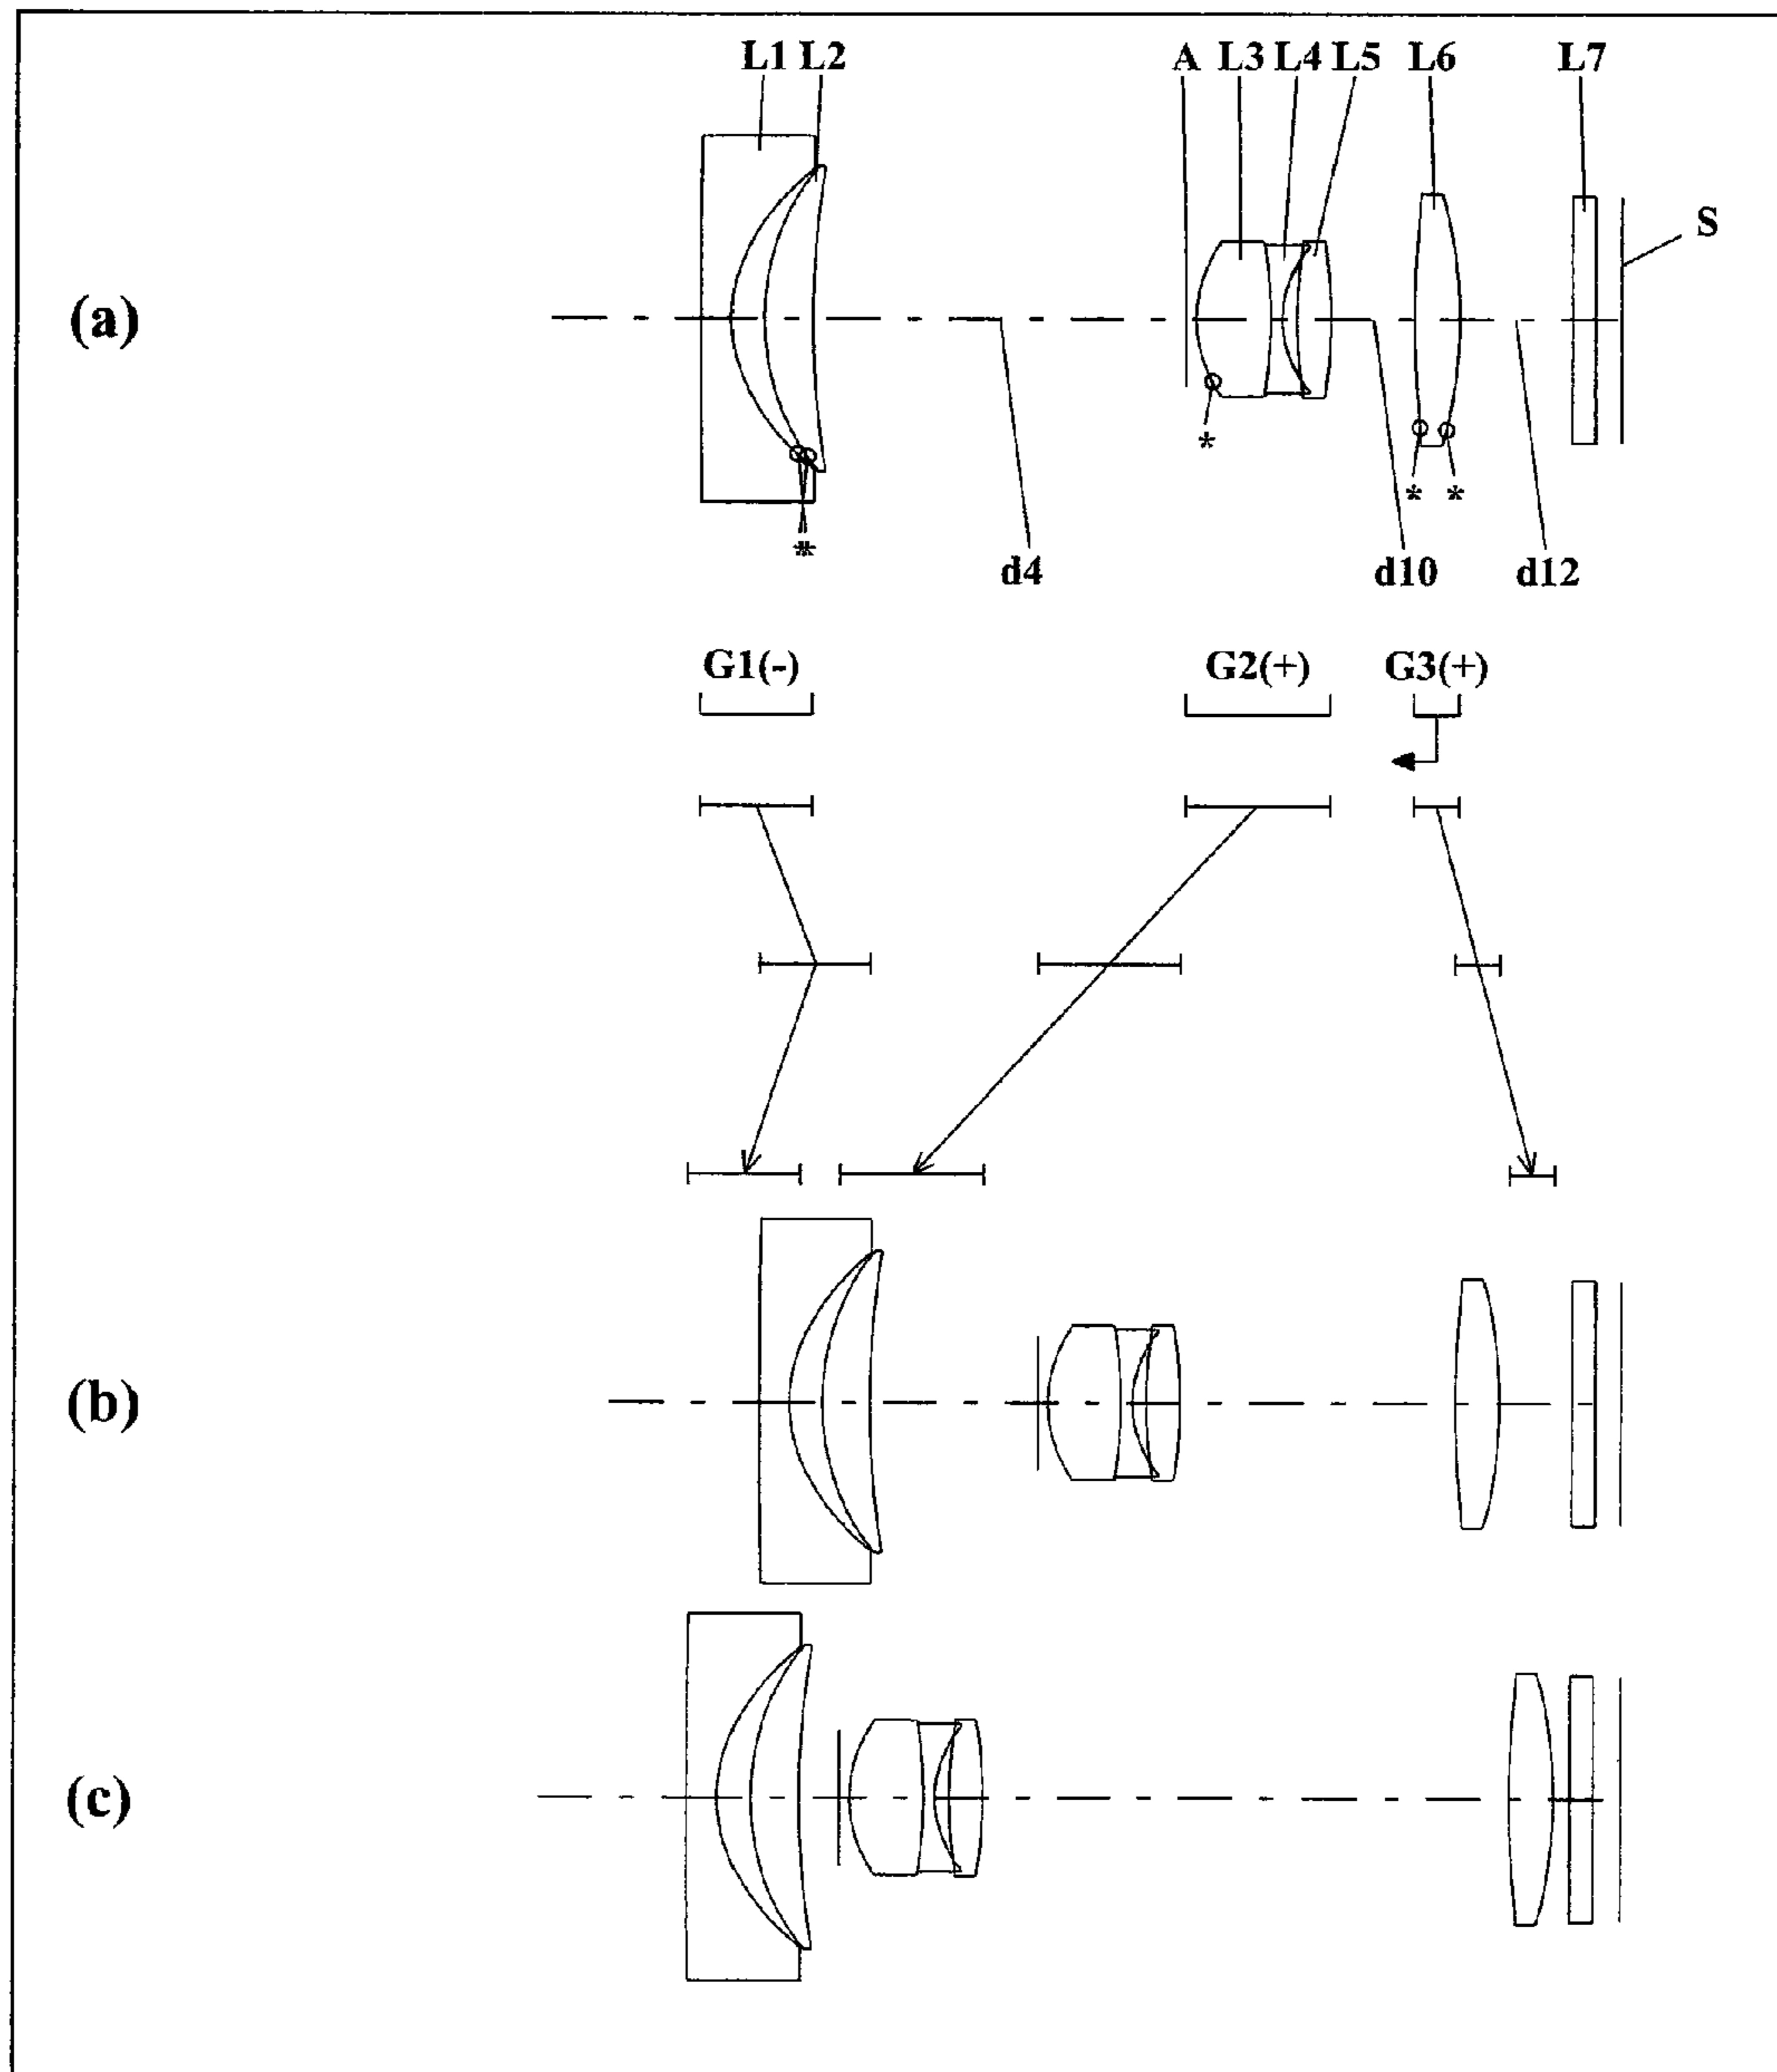 L1 L2 A L3 L4 L5 L6 L7
S
(a)
* * *
*
d4 d10 d12
G1(-) G2(+) G3(+)
(b)
(c)